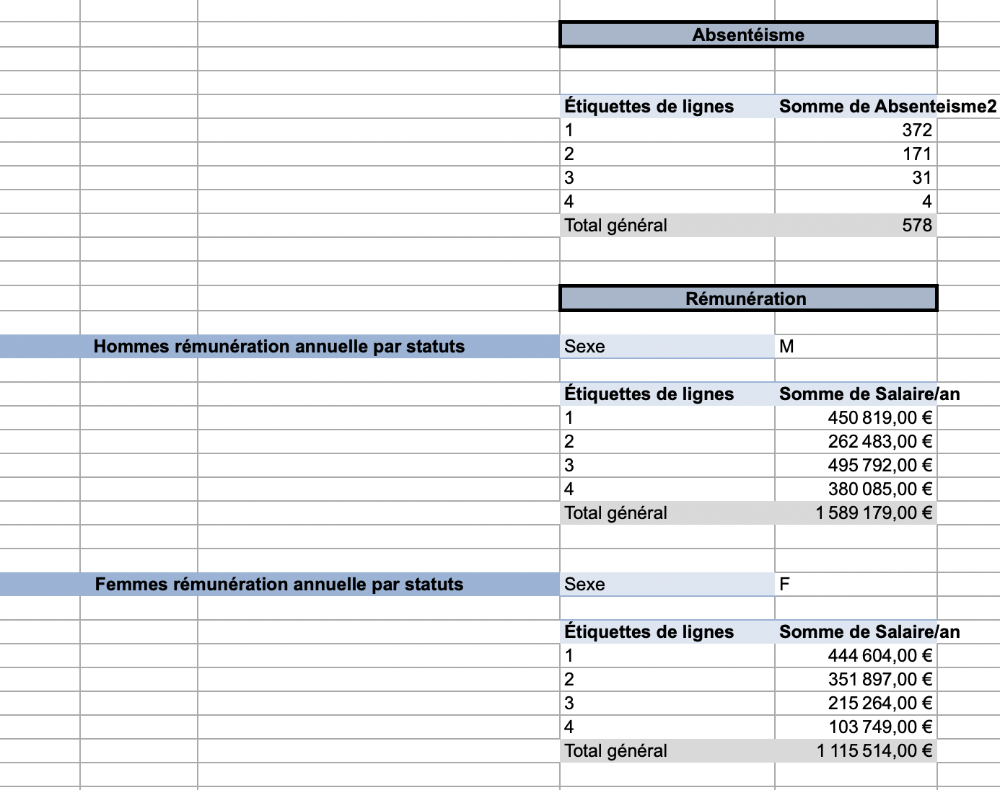 Absentéisme
Étiquettes de lignes Somme de Absenteisme2
1 372
2 171
3 31
4 4
Total général 578
Rémunération
Hommes rémunération annuelle par statuts Sexe M
Étiquettes de lignes Somme de Salaire/an
1 450 819,00 €
2 262 483,00 €
3 495 792,00 €
4 380 085,00 €
Total général 1 589 179,00 €
Femmes rémunération annuelle par statuts Sexe F
Étiquettes de lignes Somme de Salaire/an
1 444 604,00 €
2 351 897,00 €
3 215 264,00 €
4 103 749,00 €
Total général 1 115 514,00 €